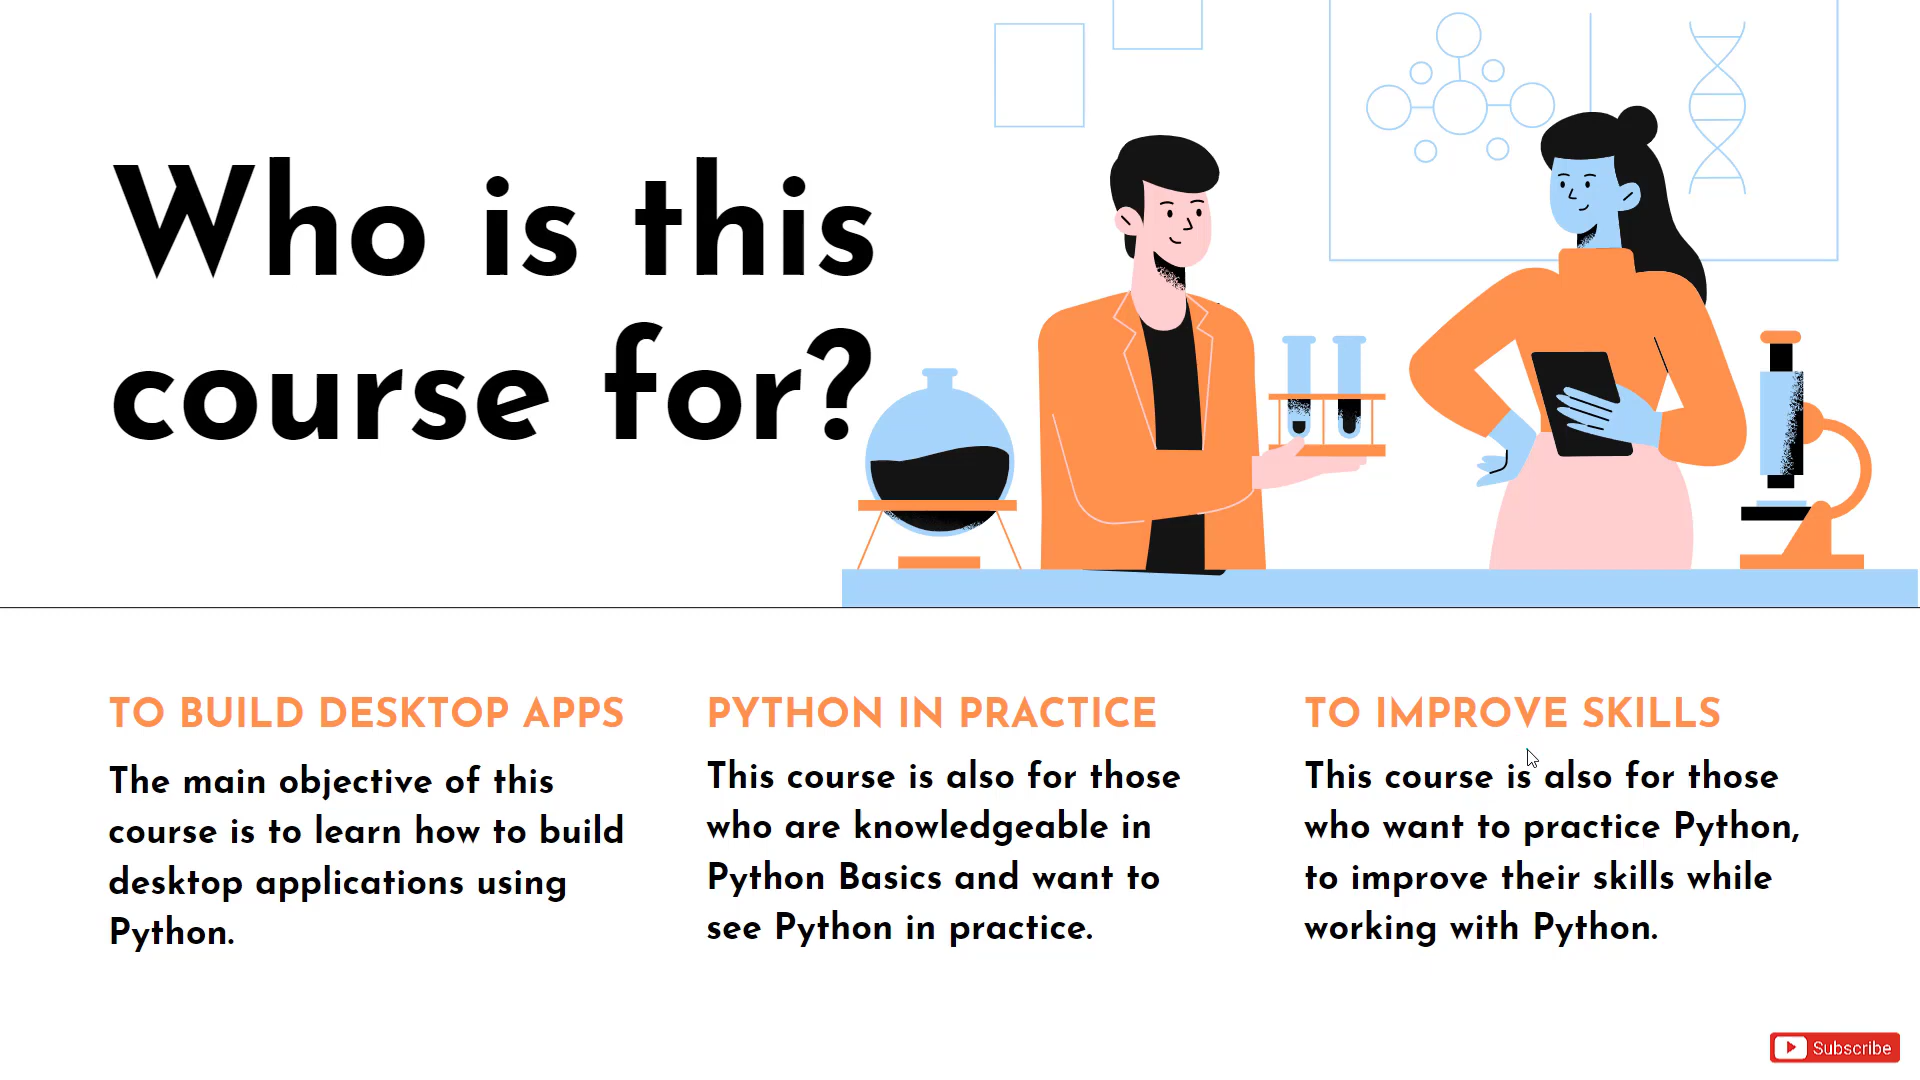 Who is this
course for?
TO BUILD DESKTOP APPS
The main objective of this
course is to learn how to build
desktop applications using
Python.
PYTHON IN PRACTICE
This course is also for those
who are knowledgeable in
Python Basics and want to
see Python in practice.
TO IMPROVE SKILLS
This course is also for those
who want to practice Python,
to improve their skills while
working with Python.
Subscribe